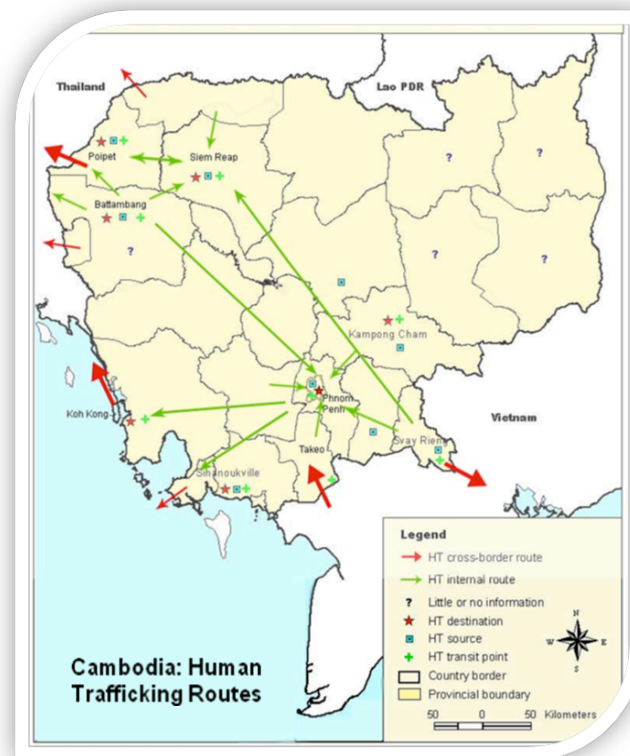 Thailand
Lao PDR
Poipet
Siem Reap
?
?
Battambang
?
?
?
Kampong Cham
Phnom
Penh
Vietnam
Koh Kong
Svay Rieng
Takeo
Sihanoukville
Legend
HT cross-border route
HT internal route
? Little or no information
HT destination
HT source
HT transit point
Country border
Provincial boundary
N
W E
S
50 0 50 Kilometers
Cambodia: Human
Trafficking Routes